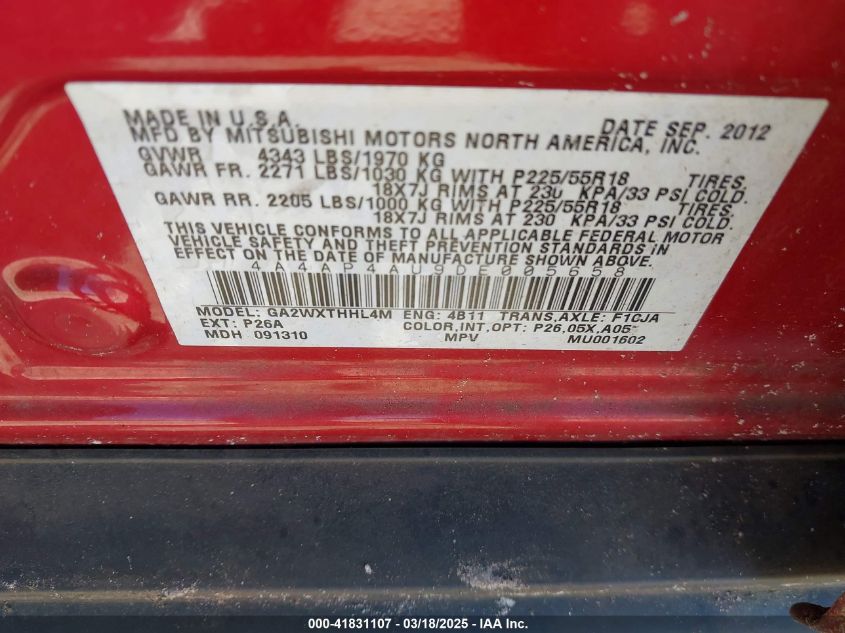 MADE IN U.S.A. DATE SEP. 2012
MFD BY MITSUBISHI MOTORS NORTH AMERICA, INC.
GVWR 4343 LBS/1970 KG
GAWR FR. 2271 LBS/1030 KG WITH P225/55R18 TIRES.
18X7J RIMS AT 230 KPA/33 PSI COLD.
GAWR RR. 2205 LBS/1000 KG WITH P225/55R18 TIRES.
18X7J RIMS AT 230 KPA/33 PSI COLD.
THIS VEHICLE CONFORMS TO ALL APPLICABLE FEDERAL MOTOR
VEHICLE SAFETY AND THEFT PREVENTION STANDARDS IN
EFFECT ON THE DATE OF MANUFACTURE SHOWN ABOVE.
4A4AP4AU9DE005658
MODEL: GA2WXTHHL4M ENG: 4B11 TRANS,AXLE: F1CJA
EXT: P26A COLOR,INT,OPT: P26,05X,A05
MDH 091310 MPV MU001602
000-41831107 - 03/18/2025 - IAA Inc.